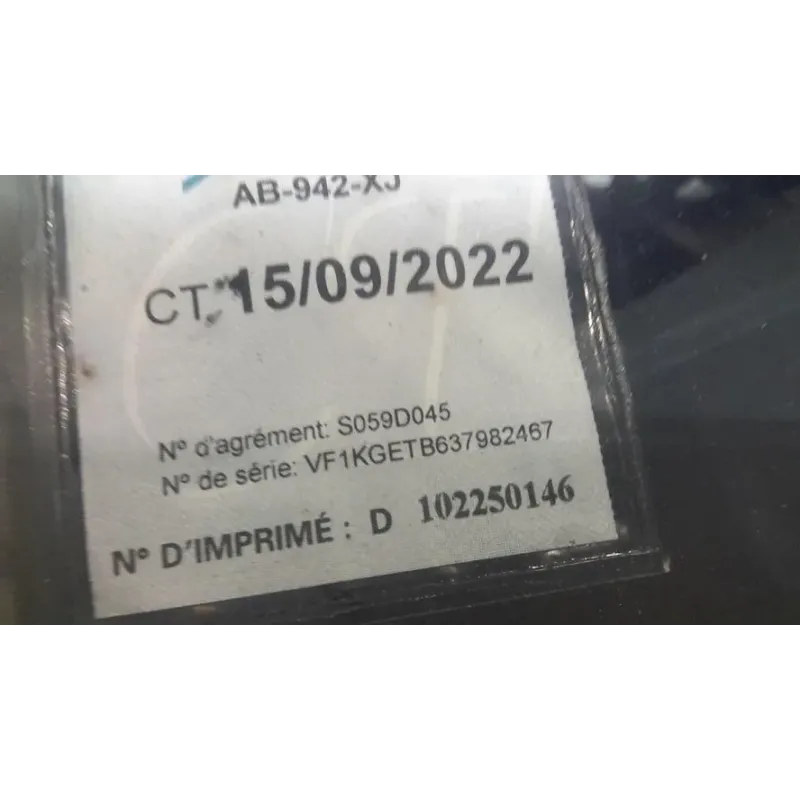 AB-942-XJ
CT. 15/09/2022
N° d'agrément: S059D045
N° de série: VF1KGETB637982467
N° D'IMPRIMÉ : D 102250146